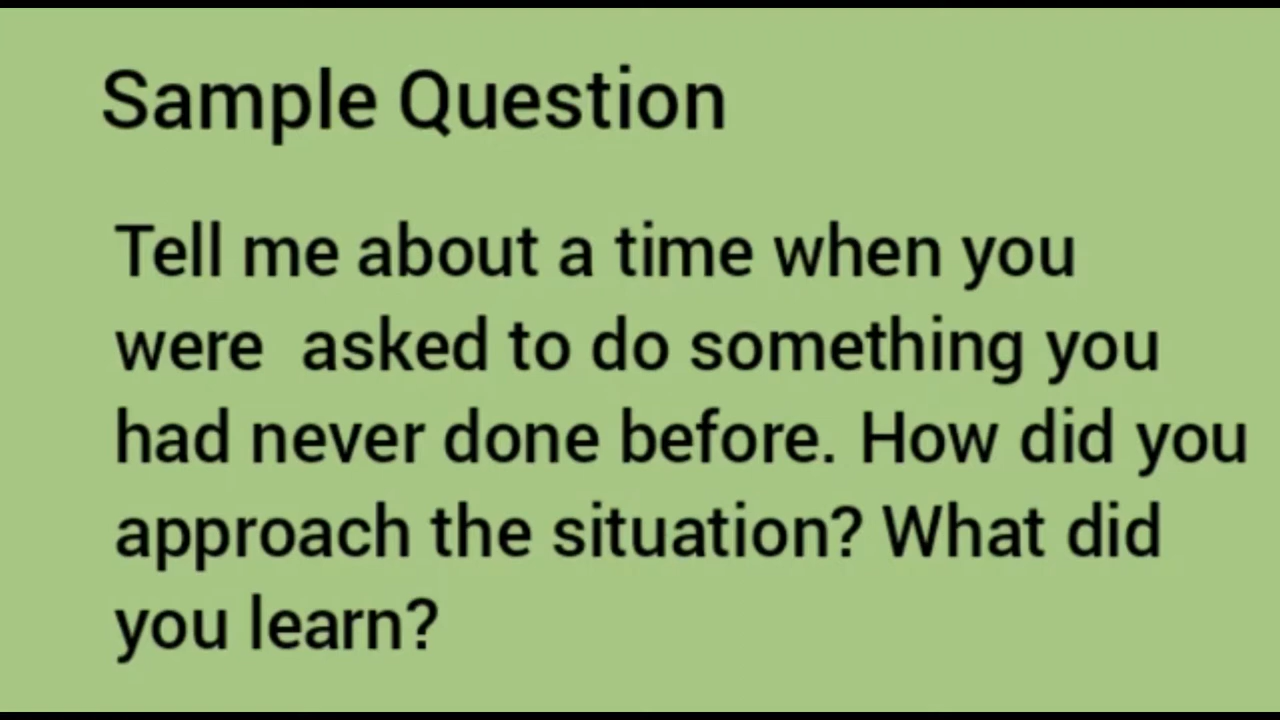 Sample Question
Tell me about a time when you
were  asked to do something you
had never done before. How did you
approach the situation? What did
you learn?